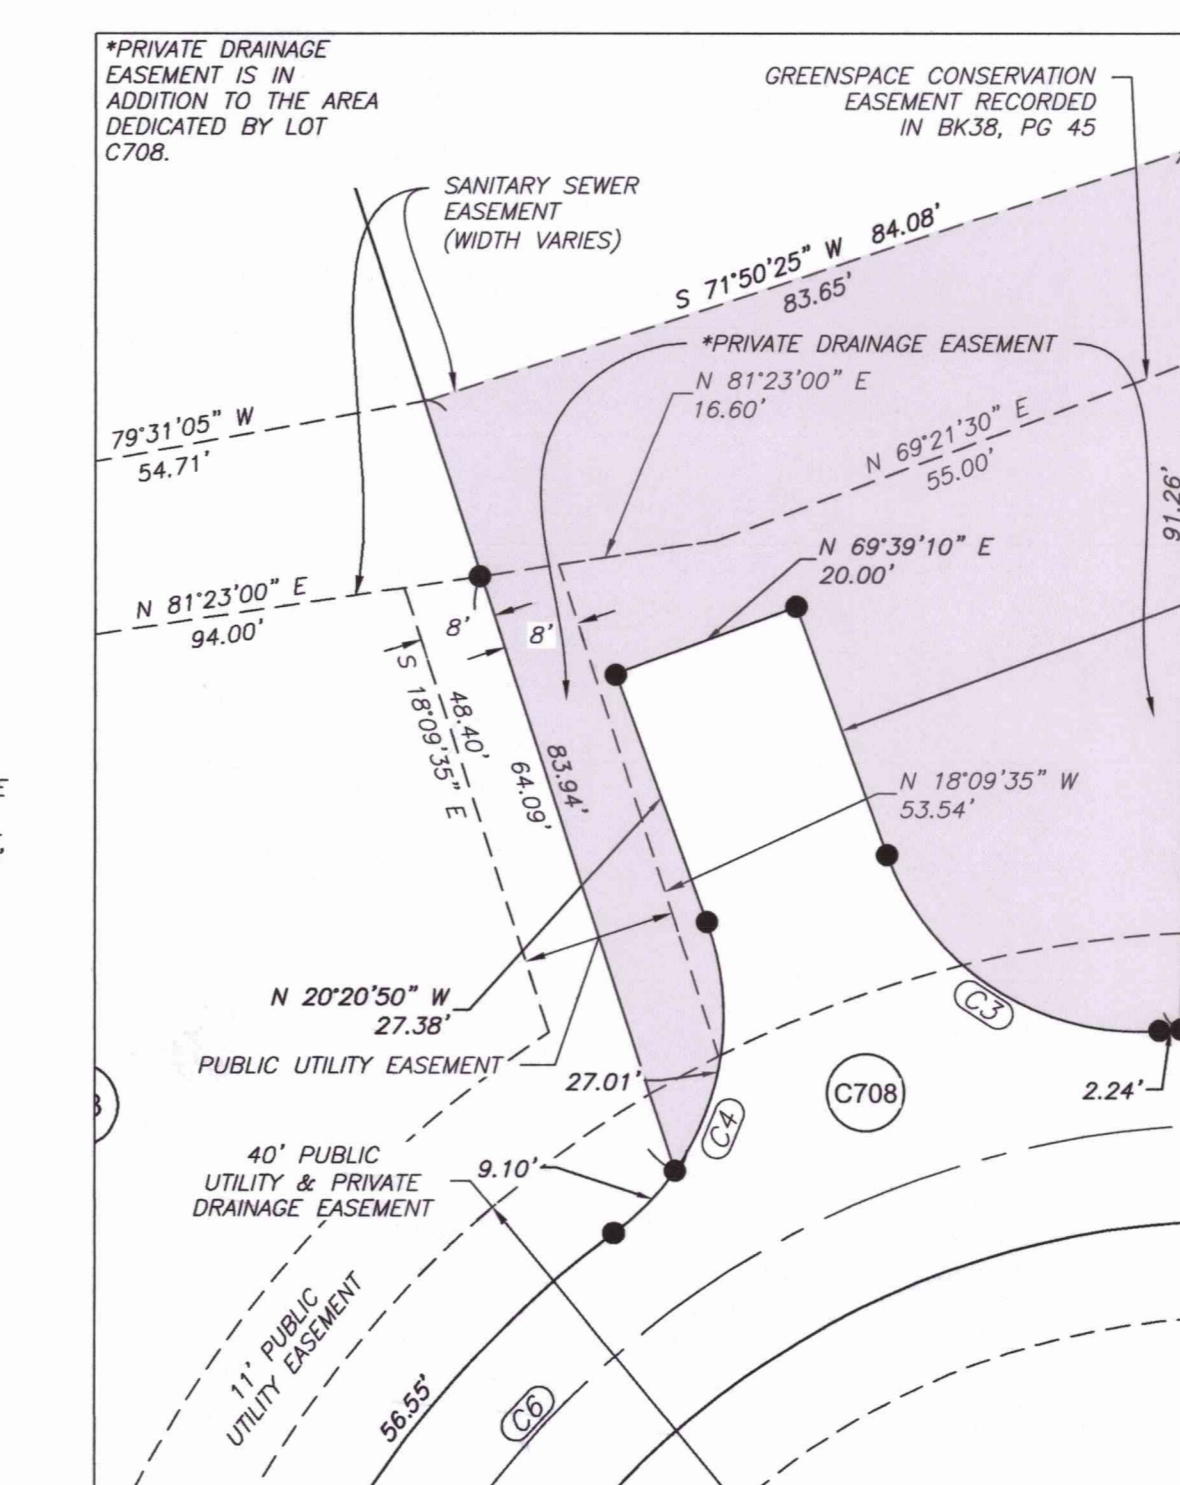 *PRIVATE DRAINAGE
EASEMENT IS IN
ADDITION TO THE AREA
DEDICATED BY LOT
C708.
GREENSPACE CONSERVATION
EASEMENT RECORDED
IN BK38, PG 45
SANITARY SEWER
EASEMENT
(WIDTH VARIES)
S 71°50'25" W 84.08'
83.65'
*PRIVATE DRAINAGE EASEMENT
N 81°23'00" E
16.60'
79°31'05" W
54.71'
N 69°21'30" E
55.00'
91.26'
N 69°39'10" E
20.00'
N 81°23'00" E
94.00'
8'
8'
S 18°09'35" E
48.40'
64.09'
83.94'
N 18°09'35" W
53.54'
N 20°20'50" W
27.38'
PUBLIC UTILITY EASEMENT
27.01'
C3
C708
2.24'
C4
40' PUBLIC
UTILITY & PRIVATE
DRAINAGE EASEMENT
9.10'
11' PUBLIC
UTILITY EASEMENT
56.55'
C6